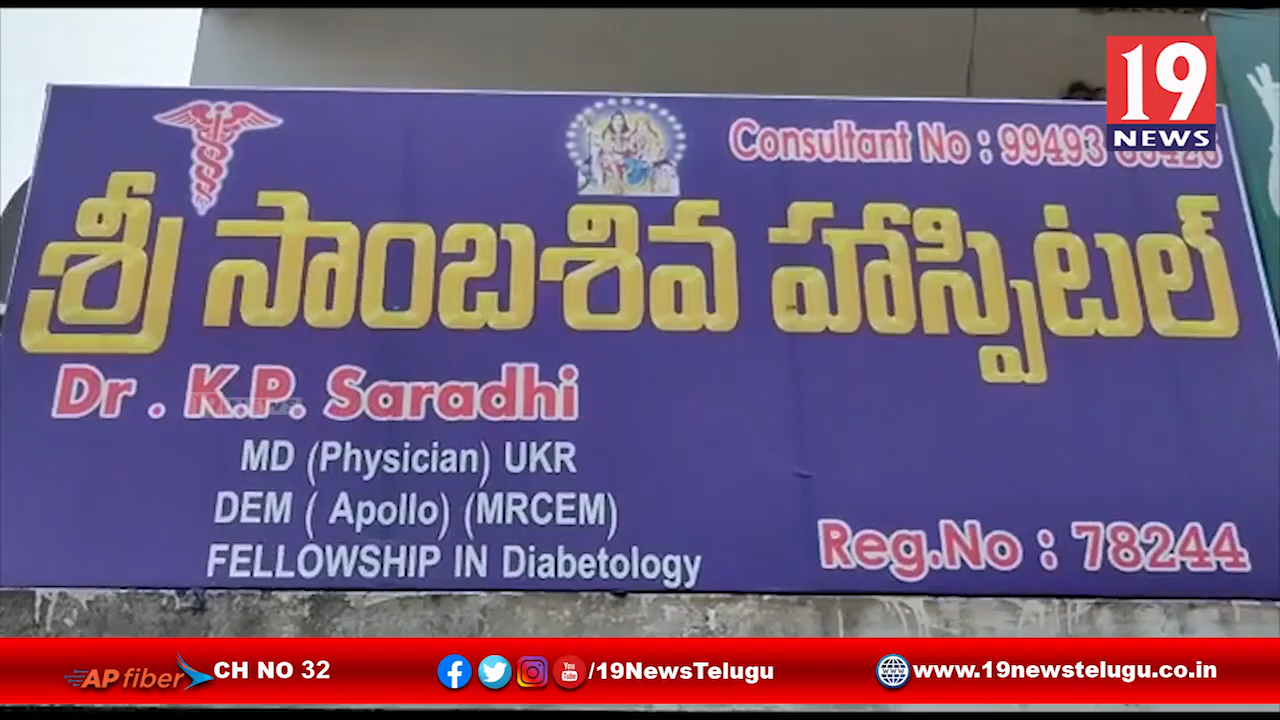 19
NEWS
Consultant No : 99493
శ్రీ సాంబశివ హాస్పిటల్
Dr . K.P. Saradhi
MD (Physician) UKR
DEM ( Apollo) (MRCEM)
FELLOWSHIP IN Diabetology
Reg.No : 78244
AP fiber CH NO 32
/19NewsTelugu
www.19newstelugu.co.in